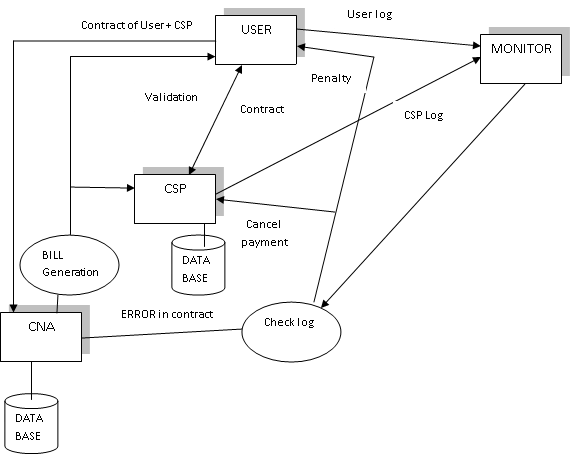 User log
Contract of User+ CSP
USER
MONITOR
Penalty
Validation
Contract
CSP Log
CSP
Cancel
payment
BILL
Generation
DATA
BASE
ERROR in contract
Check log
CNA
DATA
BASE